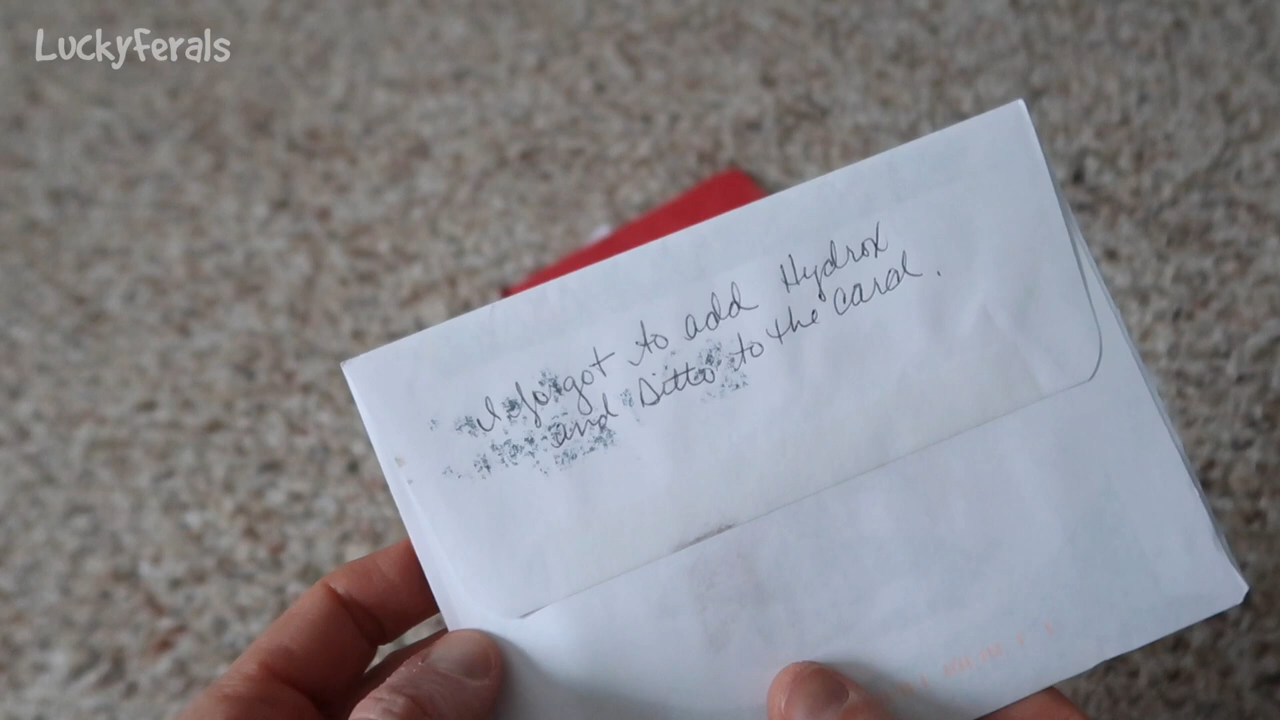 LuckyFerals
I forgot to add Hydrox
and Ditto to the card.